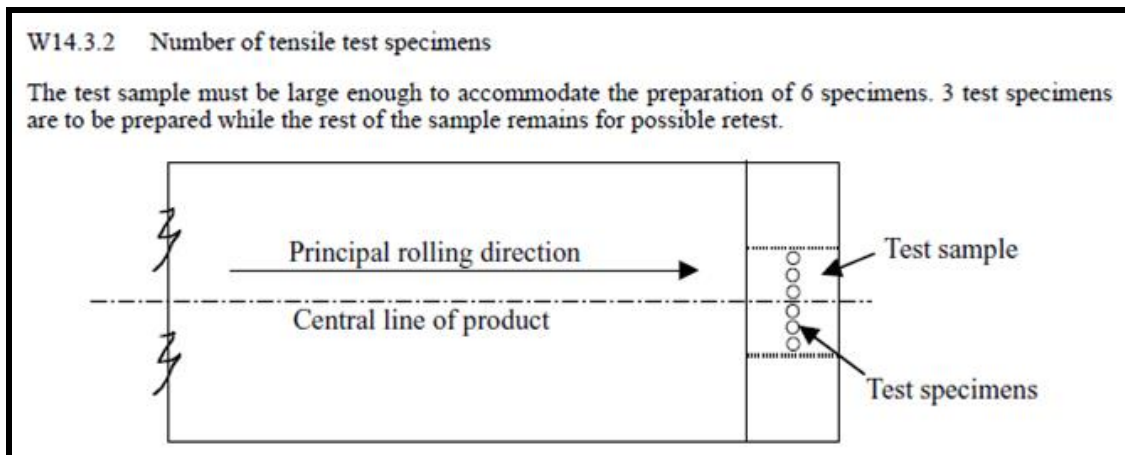 W14.3.2 Number of tensile test specimens
The test sample must be large enough to accommodate the preparation of 6 specimens. 3 test specimens
are to be prepared while the rest of the sample remains for possible retest.
Principal rolling direction
Test sample
Central line of product
Test specimens